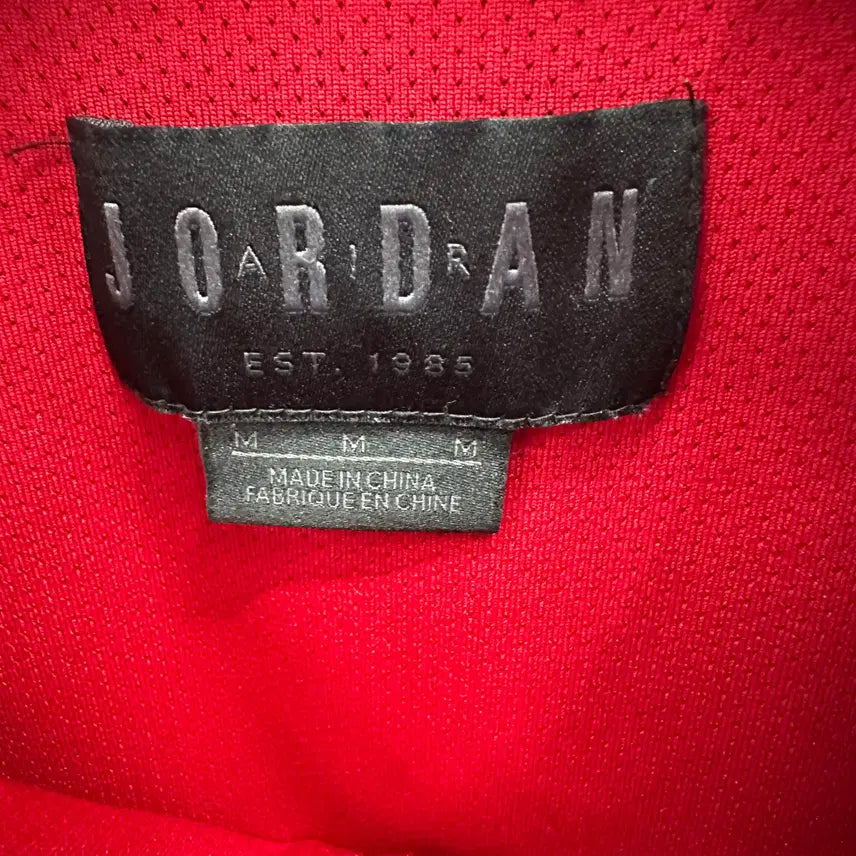 JORDAN
AIR
EST. 1985
M M M
MADE IN CHINA
FABRIQUE EN CHINE